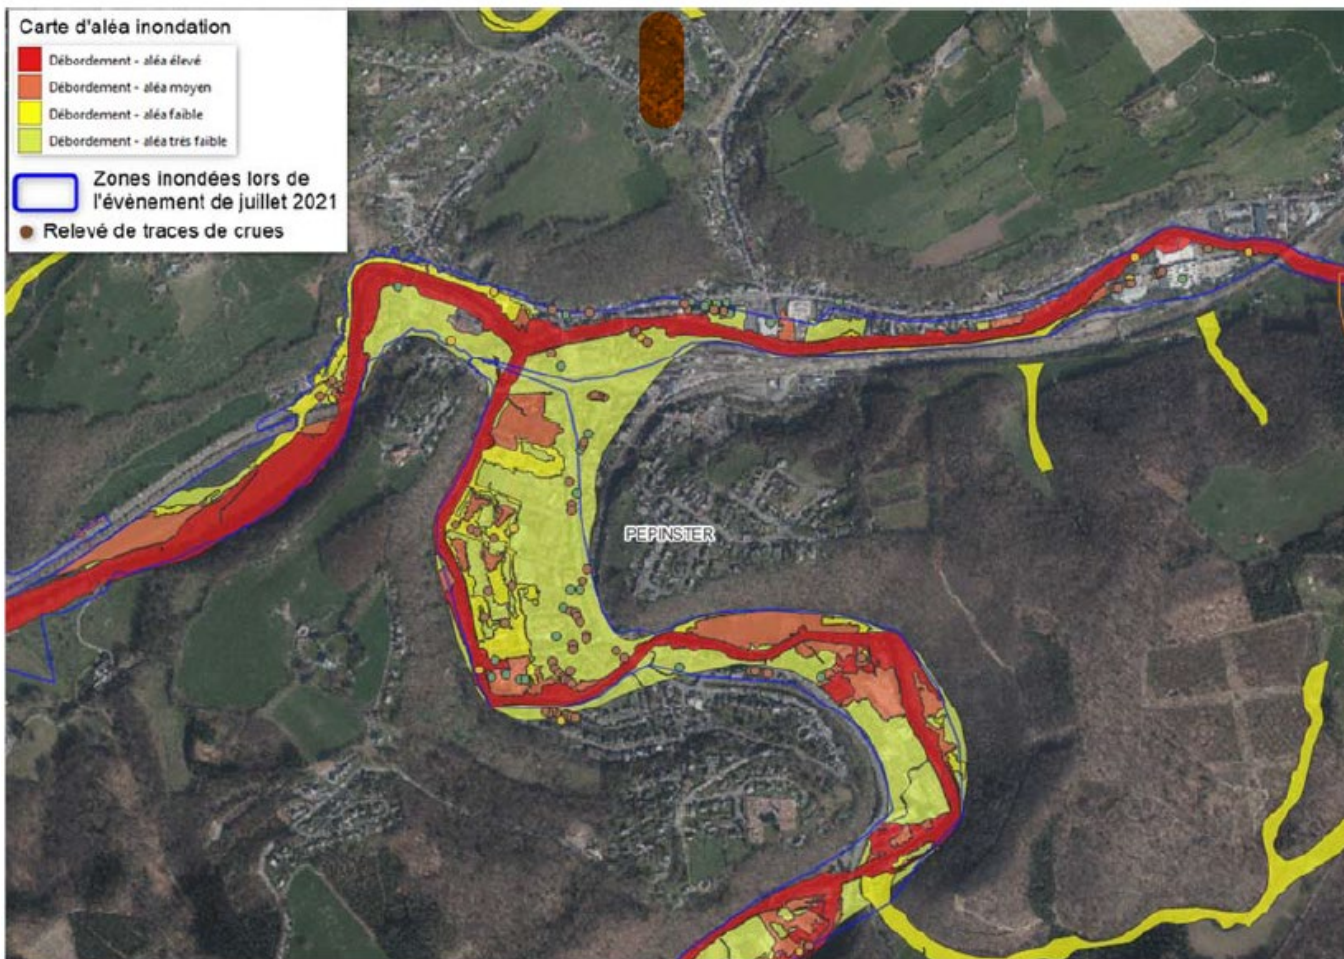 Carte d'aléa inondation
Débordement - aléa élevé
Débordement - aléa moyen
Débordement - aléa faible
Débordement - aléa très faible
Zones inondées lors de
l'évènement de juillet 2021
Relevé de traces de crues
PEPINSTER